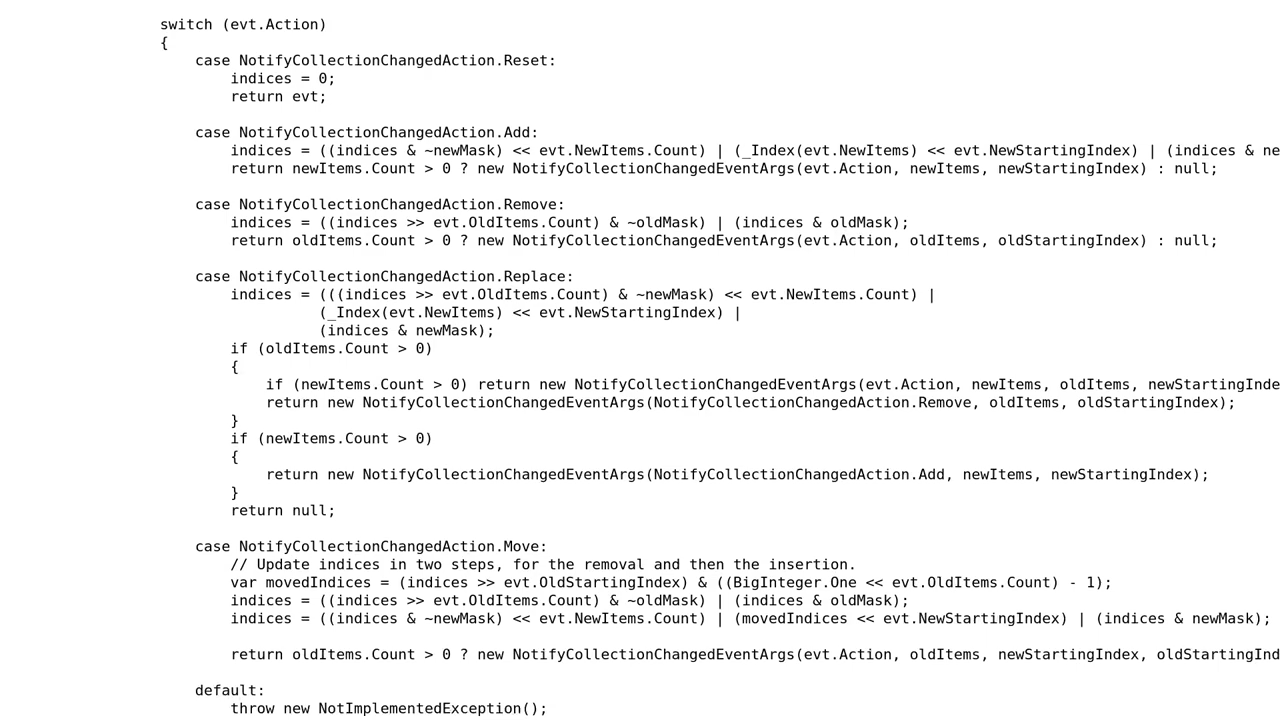 switch (evt.Action)
{
case NotifyCollectionChangedAction.Reset:
indices = 0;
return evt;
case NotifyCollectionChangedAction.Add:
indices = ((indices & ~newMask) << evt.NewItems.Count) | (_Index(evt.NewItems) << evt.NewStartingIndex) | (indices & ne
return newItems.Count > 0 ? new NotifyCollectionChangedEventArgs(evt.Action, newItems, newStartingIndex) : null;
case NotifyCollectionChangedAction.Remove:
indices = ((indices >> evt.OldItems.Count) & ~oldMask) | (indices & oldMask);
return oldItems.Count > 0 ? new NotifyCollectionChangedEventArgs(evt.Action, oldItems, oldStartingIndex) : null;
case NotifyCollectionChangedAction.Replace:
indices = (((indices >> evt.OldItems.Count) & ~newMask) << evt.NewItems.Count) |
(_Index(evt.NewItems) << evt.NewStartingIndex) |
(indices & newMask);
if (oldItems.Count > 0)
{
if (newItems.Count > 0) return new NotifyCollectionChangedEventArgs(evt.Action, newItems, oldItems, newStartingInde
return new NotifyCollectionChangedEventArgs(NotifyCollectionChangedAction.Remove, oldItems, oldStartingIndex);
}
if (newItems.Count > 0)
{
return new NotifyCollectionChangedEventArgs(NotifyCollectionChangedAction.Add, newItems, newStartingIndex);
}
return null;
case NotifyCollectionChangedAction.Move:
// Update indices in two steps, for the removal and then the insertion.
var movedIndices = (indices >> evt.OldStartingIndex) & ((BigInteger.One << evt.OldItems.Count) - 1);
indices = ((indices >> evt.OldItems.Count) & ~oldMask) | (indices & oldMask);
indices = ((indices & ~newMask) << evt.NewItems.Count) | (movedIndices << evt.NewStartingIndex) | (indices & newMask);
return oldItems.Count > 0 ? new NotifyCollectionChangedEventArgs(evt.Action, oldItems, newStartingIndex, oldStartingInd
default:
throw new NotImplementedException();